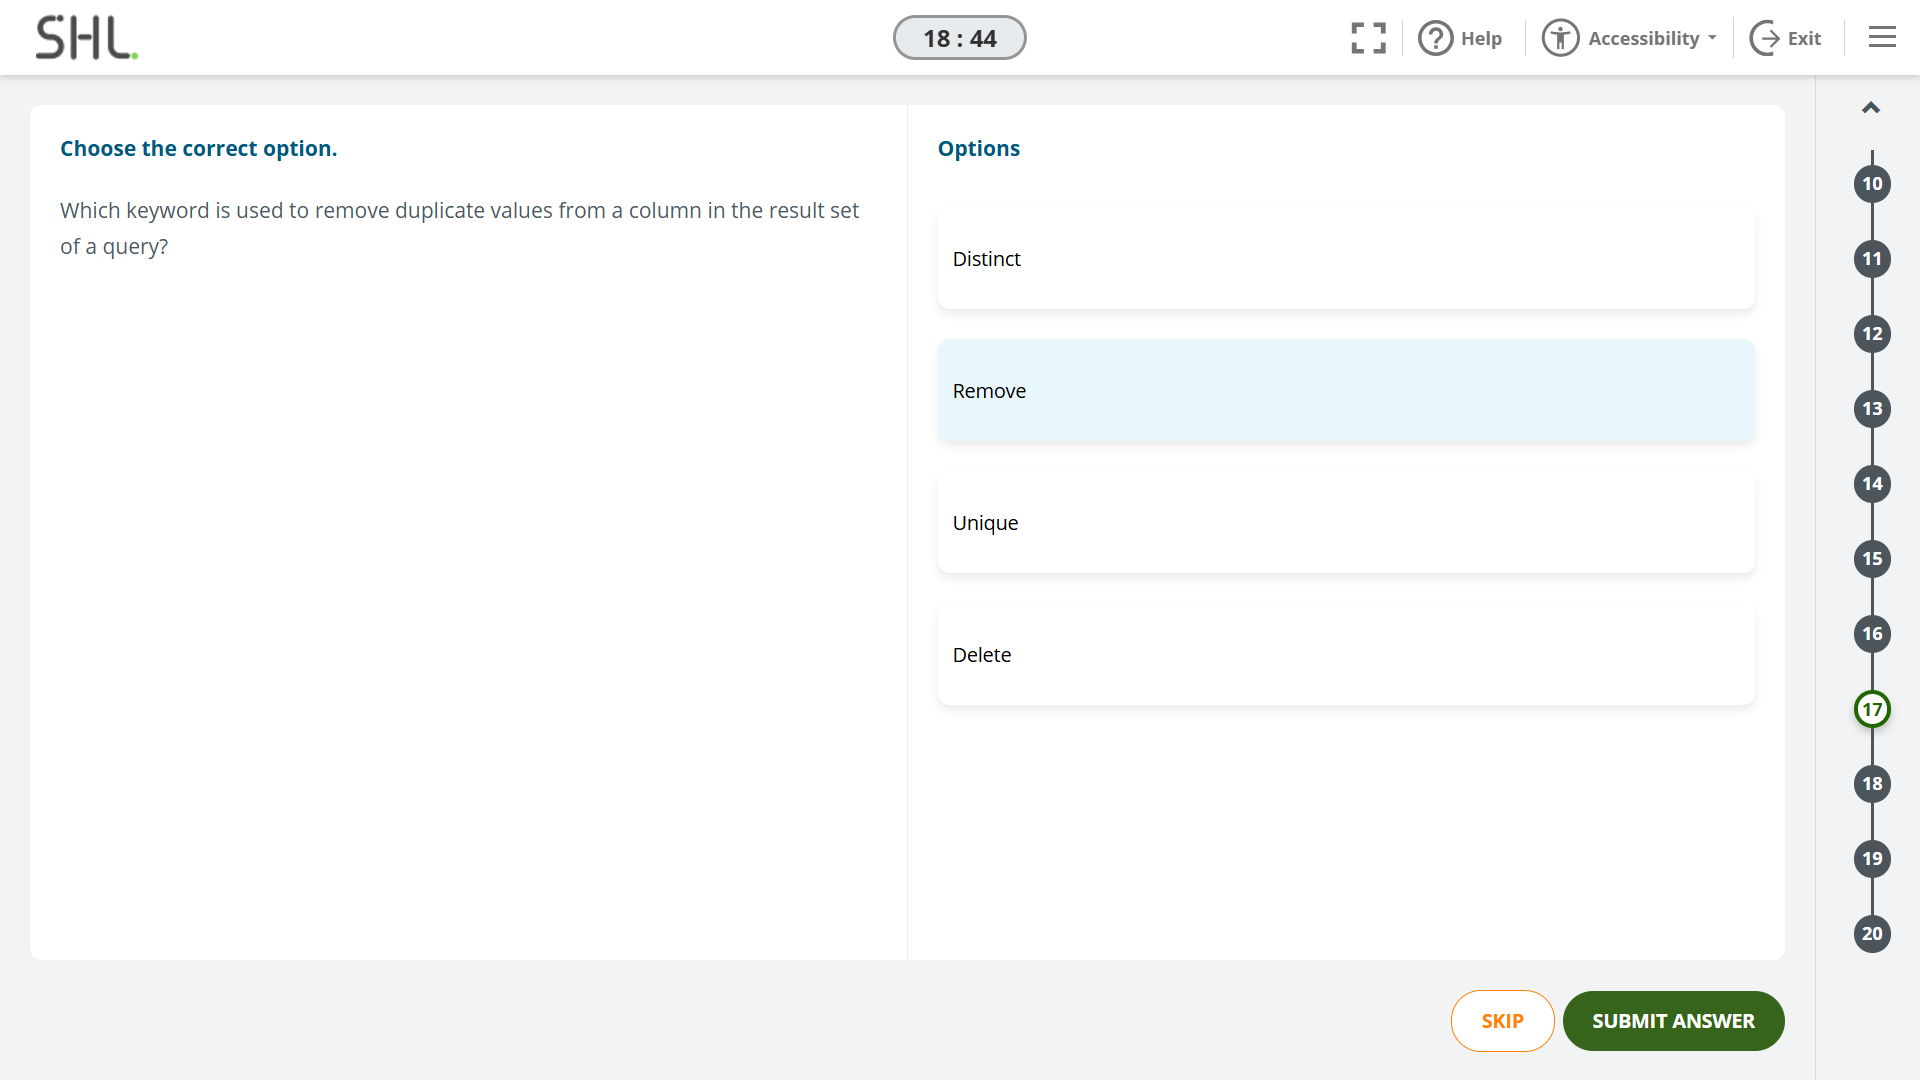 SHL.
18 : 44
Help
Accessibility
Exit
Choose the correct option.
Which keyword is used to remove duplicate values from a column in the result set
of a query?
Options
Distinct
Remove
Unique
Delete
10
11
12
13
14
15
16
17
18
19
20
SKIP
SUBMIT ANSWER